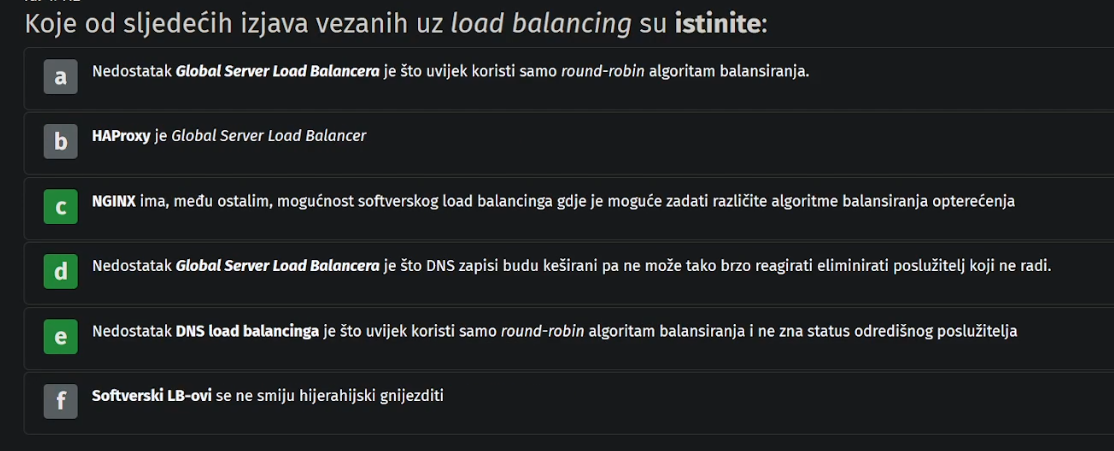 Koje od sljedećih izjava vezanih uz load balancing su istinite:
a Nedostatak Global Server Load Balancera je što uvijek koristi samo round-robin algoritam balansiranja.
b HAProxy je Global Server Load Balancer
c NGINX ima, među ostalim, mogućnost softverskog load balancinga gdje je moguće zadati različite algoritme balansiranja opterećenja
d Nedostatak Global Server Load Balancera je što DNS zapisi budu keširani pa ne može tako brzo reagirati eliminirati poslužitelj koji ne radi.
e Nedostatak DNS load balancinga je što uvijek koristi samo round-robin algoritam balansiranja i ne zna status odredišnog poslužitelja
f Softverski LB-ovi se ne smiju hijerahijski gnijezditi